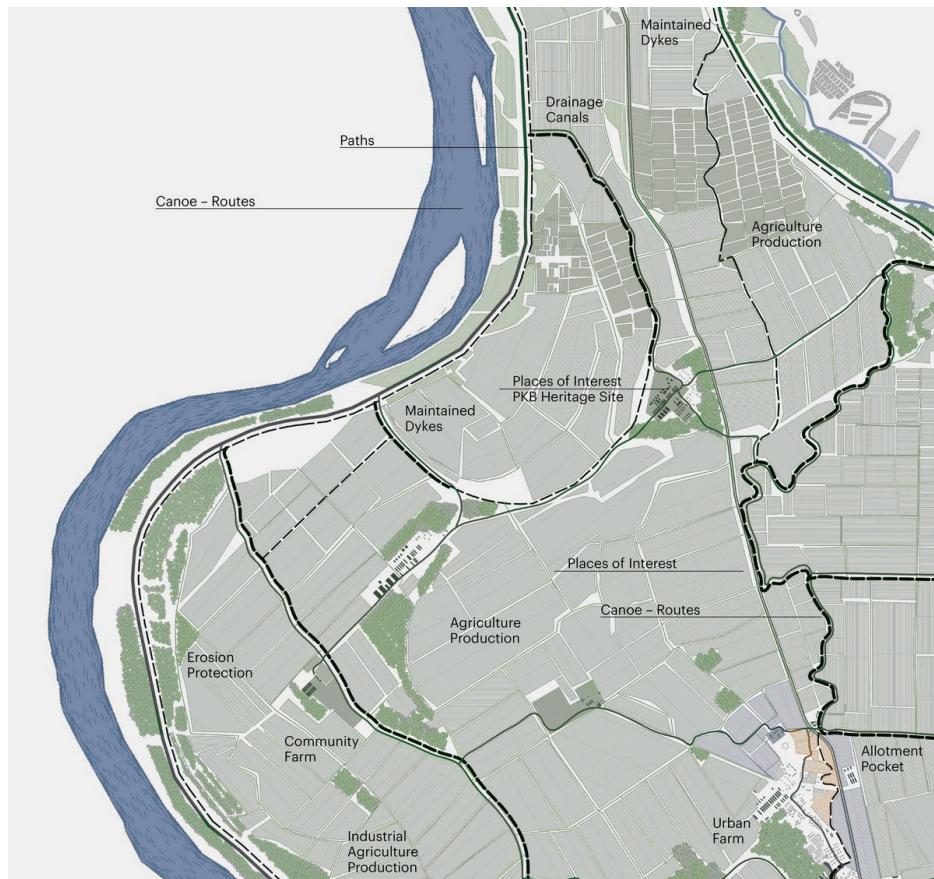 Maintained
Dykes
Drainage
Canals
Paths
Canoe – Routes
Agriculture
Production
Places of Interest
PKB Heritage Site
Maintained
Dykes
Places of Interest
Canoe – Routes
Agriculture
Production
Erosion
Protection
Community
Farm
Allotment
Pocket
Urban
Farm
Industrial
Agriculture
Production